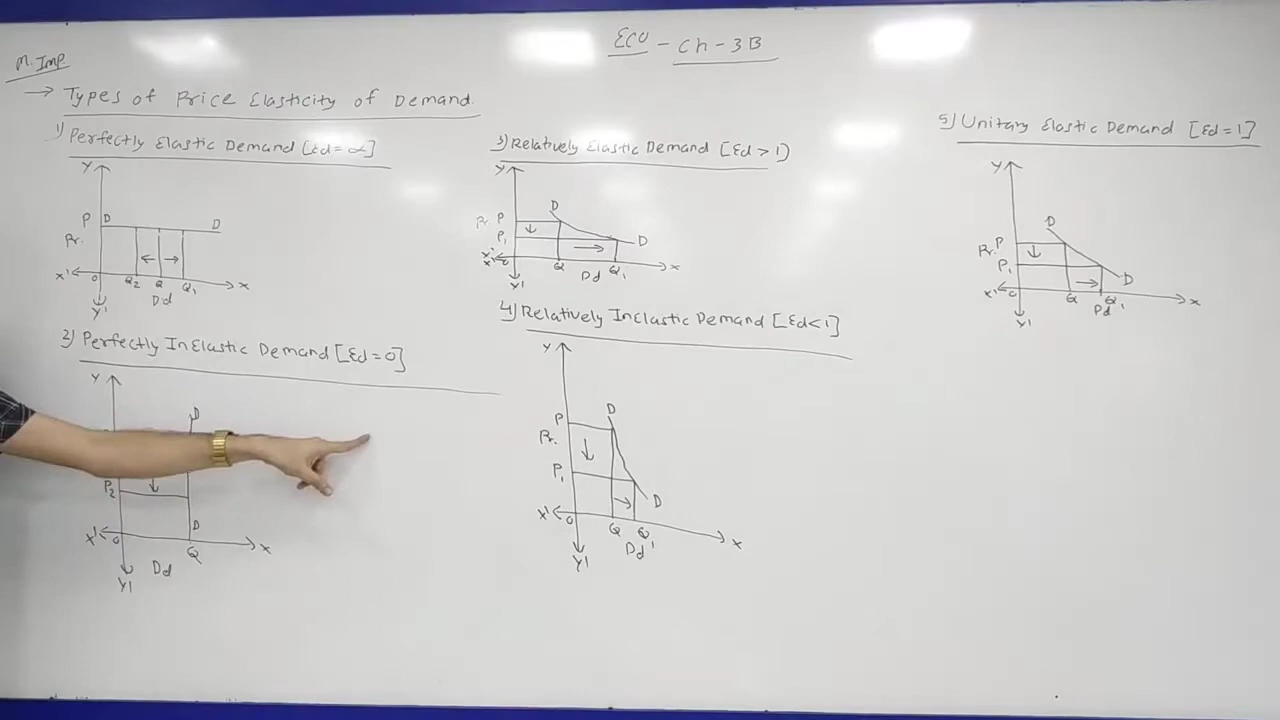 ECO - Ch - 3B
M. Imp
→ Types of Price Elasticity of Demand.
1) Perfectly Elastic Demand [Ed = ∝]
Y
P D D
Pr.
X' O Q2 Q Q1 X
Dd
Y'
2) Perfectly InElastic Demand [Ed = 0]
Y
D
P2
D
X' O Q X
Dd
Y1
3) Relatively Elastic Demand [Ed > 1]
Y
D
Pr. P
P1 D
X' O Q Q1 X
Dd
Y'
4) Relatively InElastic Demand [Ed < 1]
Y
D
P
Pr.
P1
D
X' O Q Q1 X
Dd
Y1
5) Unitary Elastic Demand [Ed = 1]
Y
D
P
Pr.
P1
D
X' O Q Q1 X
Dd
Y1